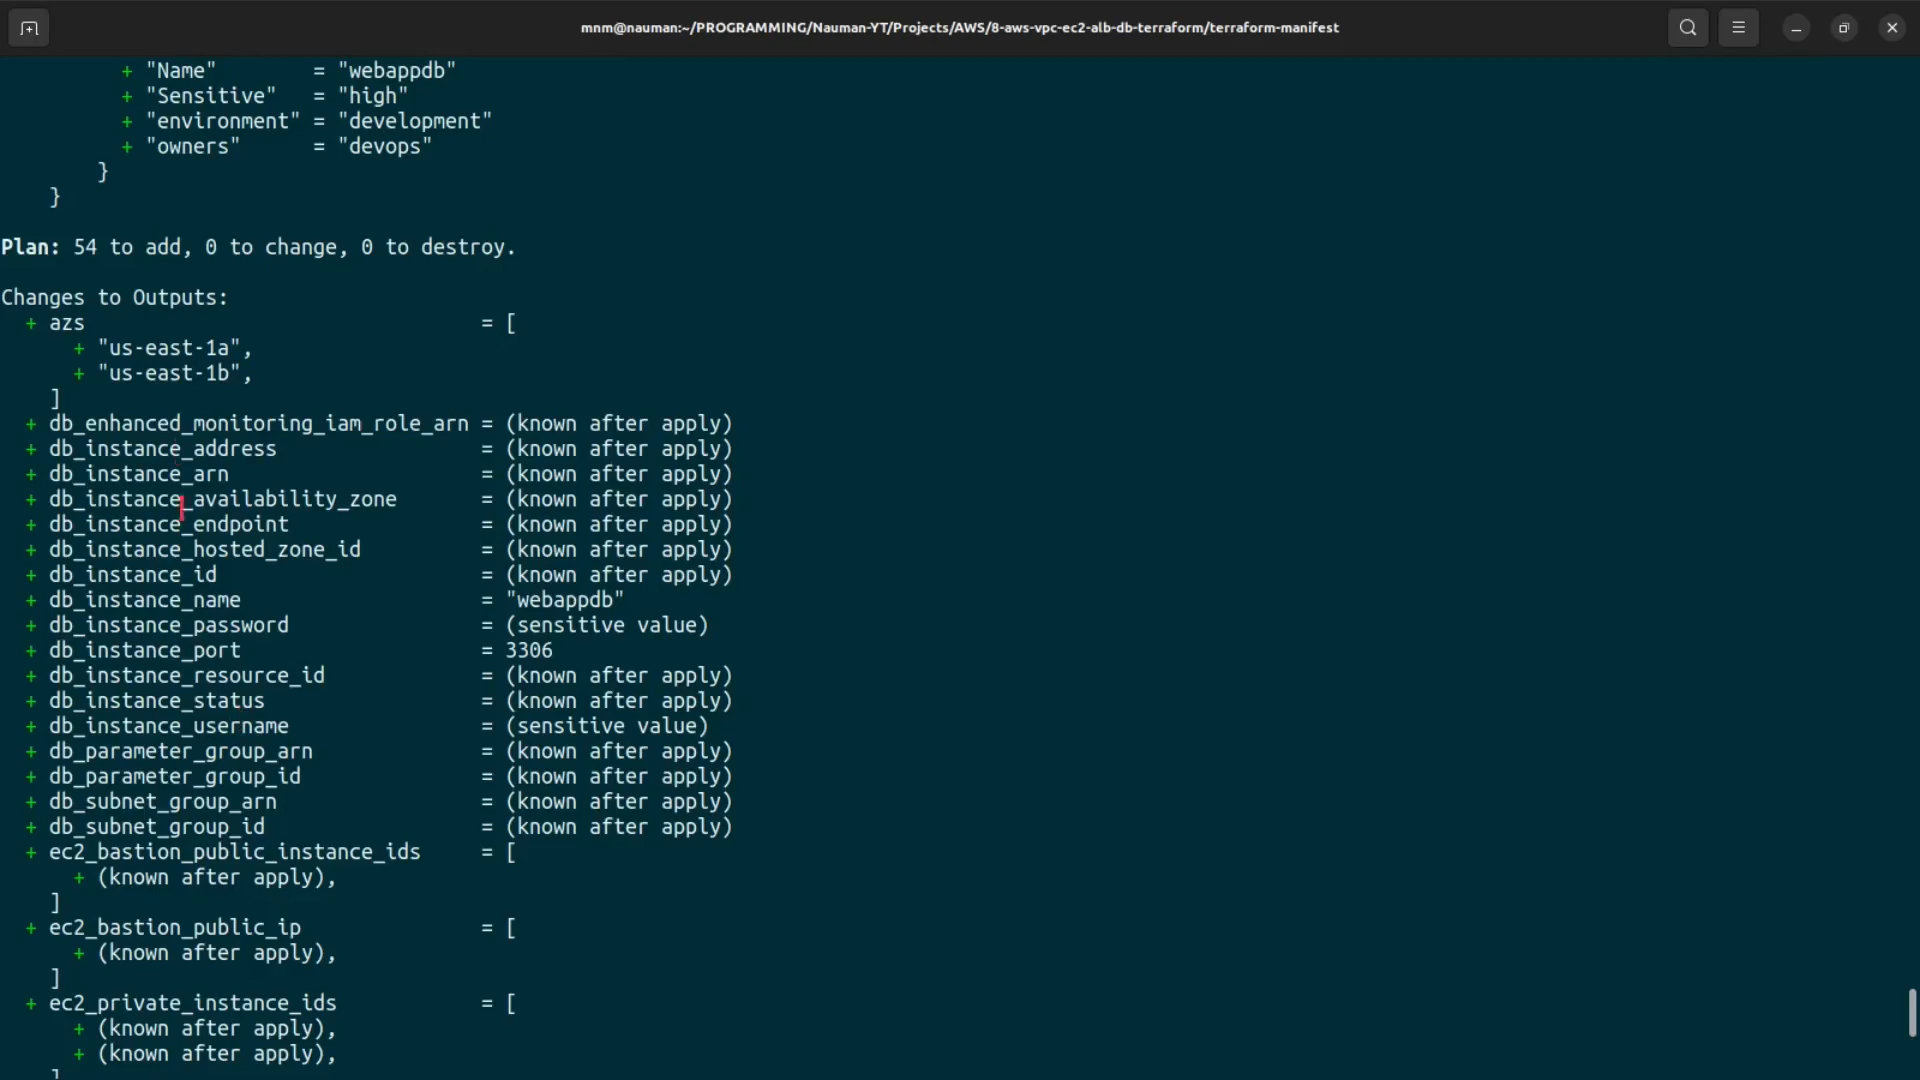 mnm@nauman:~/PROGRAMMING/Nauman-YT/Projects/AWS/8-aws-vpc-ec2-alb-db-terraform/terraform-manifest
+ "Name"        = "webappdb"
+ "Sensitive"   = "high"
+ "environment" = "development"
+ "owners"      = "devops"
}
}
Plan: 54 to add, 0 to change, 0 to destroy.
Changes to Outputs:
+ azs                                = [
+ "us-east-1a",
+ "us-east-1b",
]
+ db_enhanced_monitoring_iam_role_arn = (known after apply)
+ db_instance_address                 = (known after apply)
+ db_instance_arn                     = (known after apply)
+ db_instance_availability_zone       = (known after apply)
+ db_instance_endpoint                = (known after apply)
+ db_instance_hosted_zone_id          = (known after apply)
+ db_instance_id                      = (known after apply)
+ db_instance_name                    = "webappdb"
+ db_instance_password                = (sensitive value)
+ db_instance_port                    = 3306
+ db_instance_resource_id             = (known after apply)
+ db_instance_status                  = (known after apply)
+ db_instance_username                = (sensitive value)
+ db_parameter_group_arn              = (known after apply)
+ db_parameter_group_id               = (known after apply)
+ db_subnet_group_arn                 = (known after apply)
+ db_subnet_group_id                  = (known after apply)
+ ec2_bastion_public_instance_ids     = [
+ (known after apply),
]
+ ec2_bastion_public_ip               = [
+ (known after apply),
]
+ ec2_private_instance_ids            = [
+ (known after apply),
+ (known after apply),
]